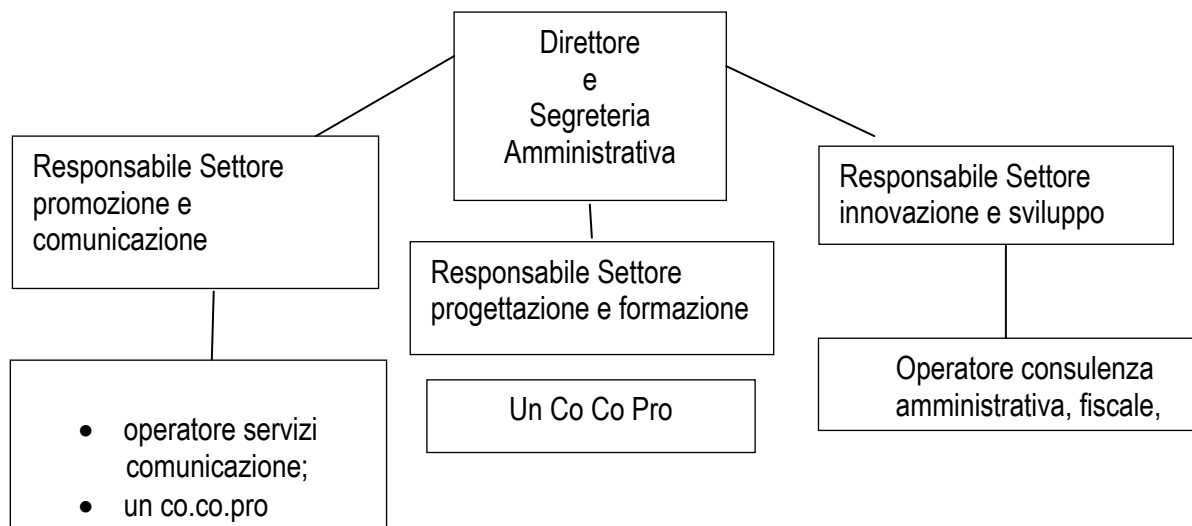 Direttore
e
Segreteria
Amministrativa
Responsabile Settore
promozione e
comunicazione
Responsabile Settore
progettazione e formazione
Responsabile Settore
innovazione e sviluppo
• operatore servizi
comunicazione;
• un co.co.pro
Un Co Co Pro
Operatore consulenza
amministrativa, fiscale,